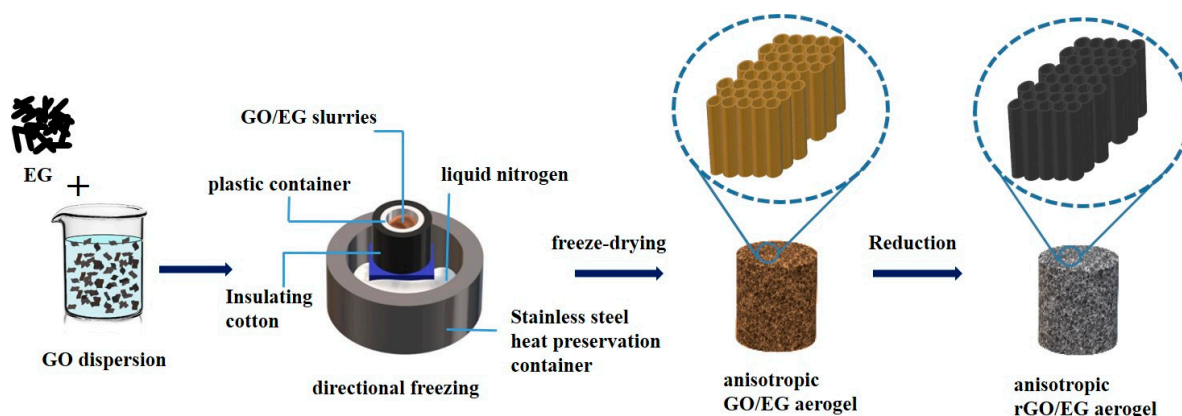 EG
+
GO dispersion
GO/EG slurries
plastic container
liquid nitrogen
Insulating
cotton
Stainless steel
heat preservation
container
directional freezing
freeze-drying
anisotropic
GO/EG aerogel
Reduction
anisotropic
rGO/EG aerogel